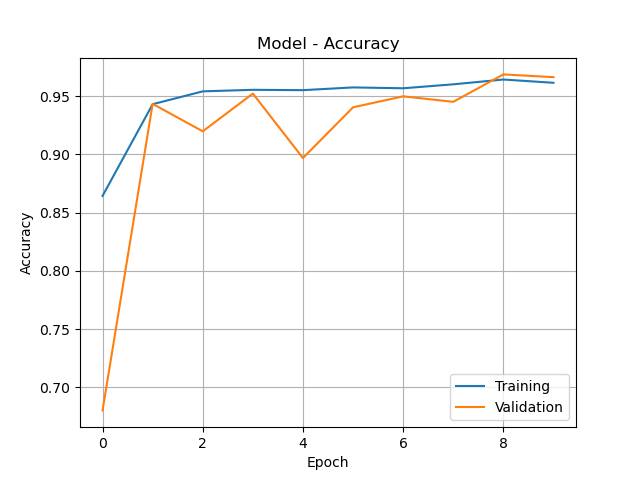 Model - Accuracy
0.95
0.90
0.85
0.80
0.75
0.70
Accuracy
0 2 4 6 8
Epoch
Training
Validation